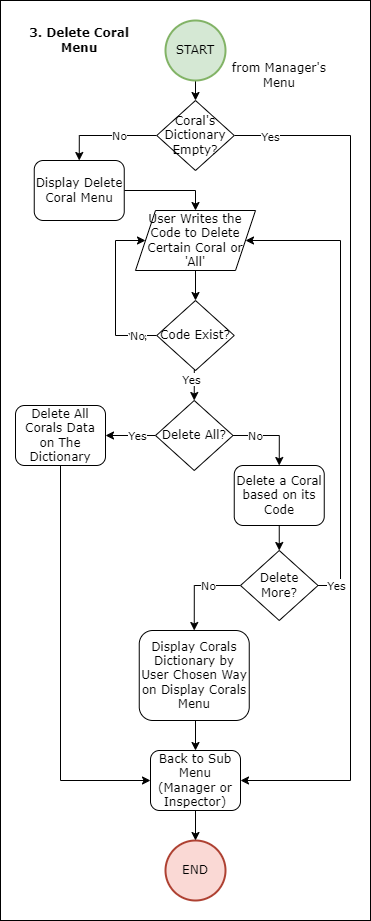 3. Delete Coral
Menu
START
from Manager's
Menu
Coral's
Dictionary
Empty?
No
Yes
Display Delete
Coral Menu
User Writes the
Code to Delete
Certain Coral or
'All'
Code Exist?
No
Yes
Delete All?
Yes
No
Delete All
Corals Data
on The
Dictionary
Delete a Coral
based on its
Code
Delete
More?
No
Yes
Display Corals
Dictionary by
User Chosen Way
on Display Corals
Menu
Back to Sub
Menu
(Manager or
Inspector)
END